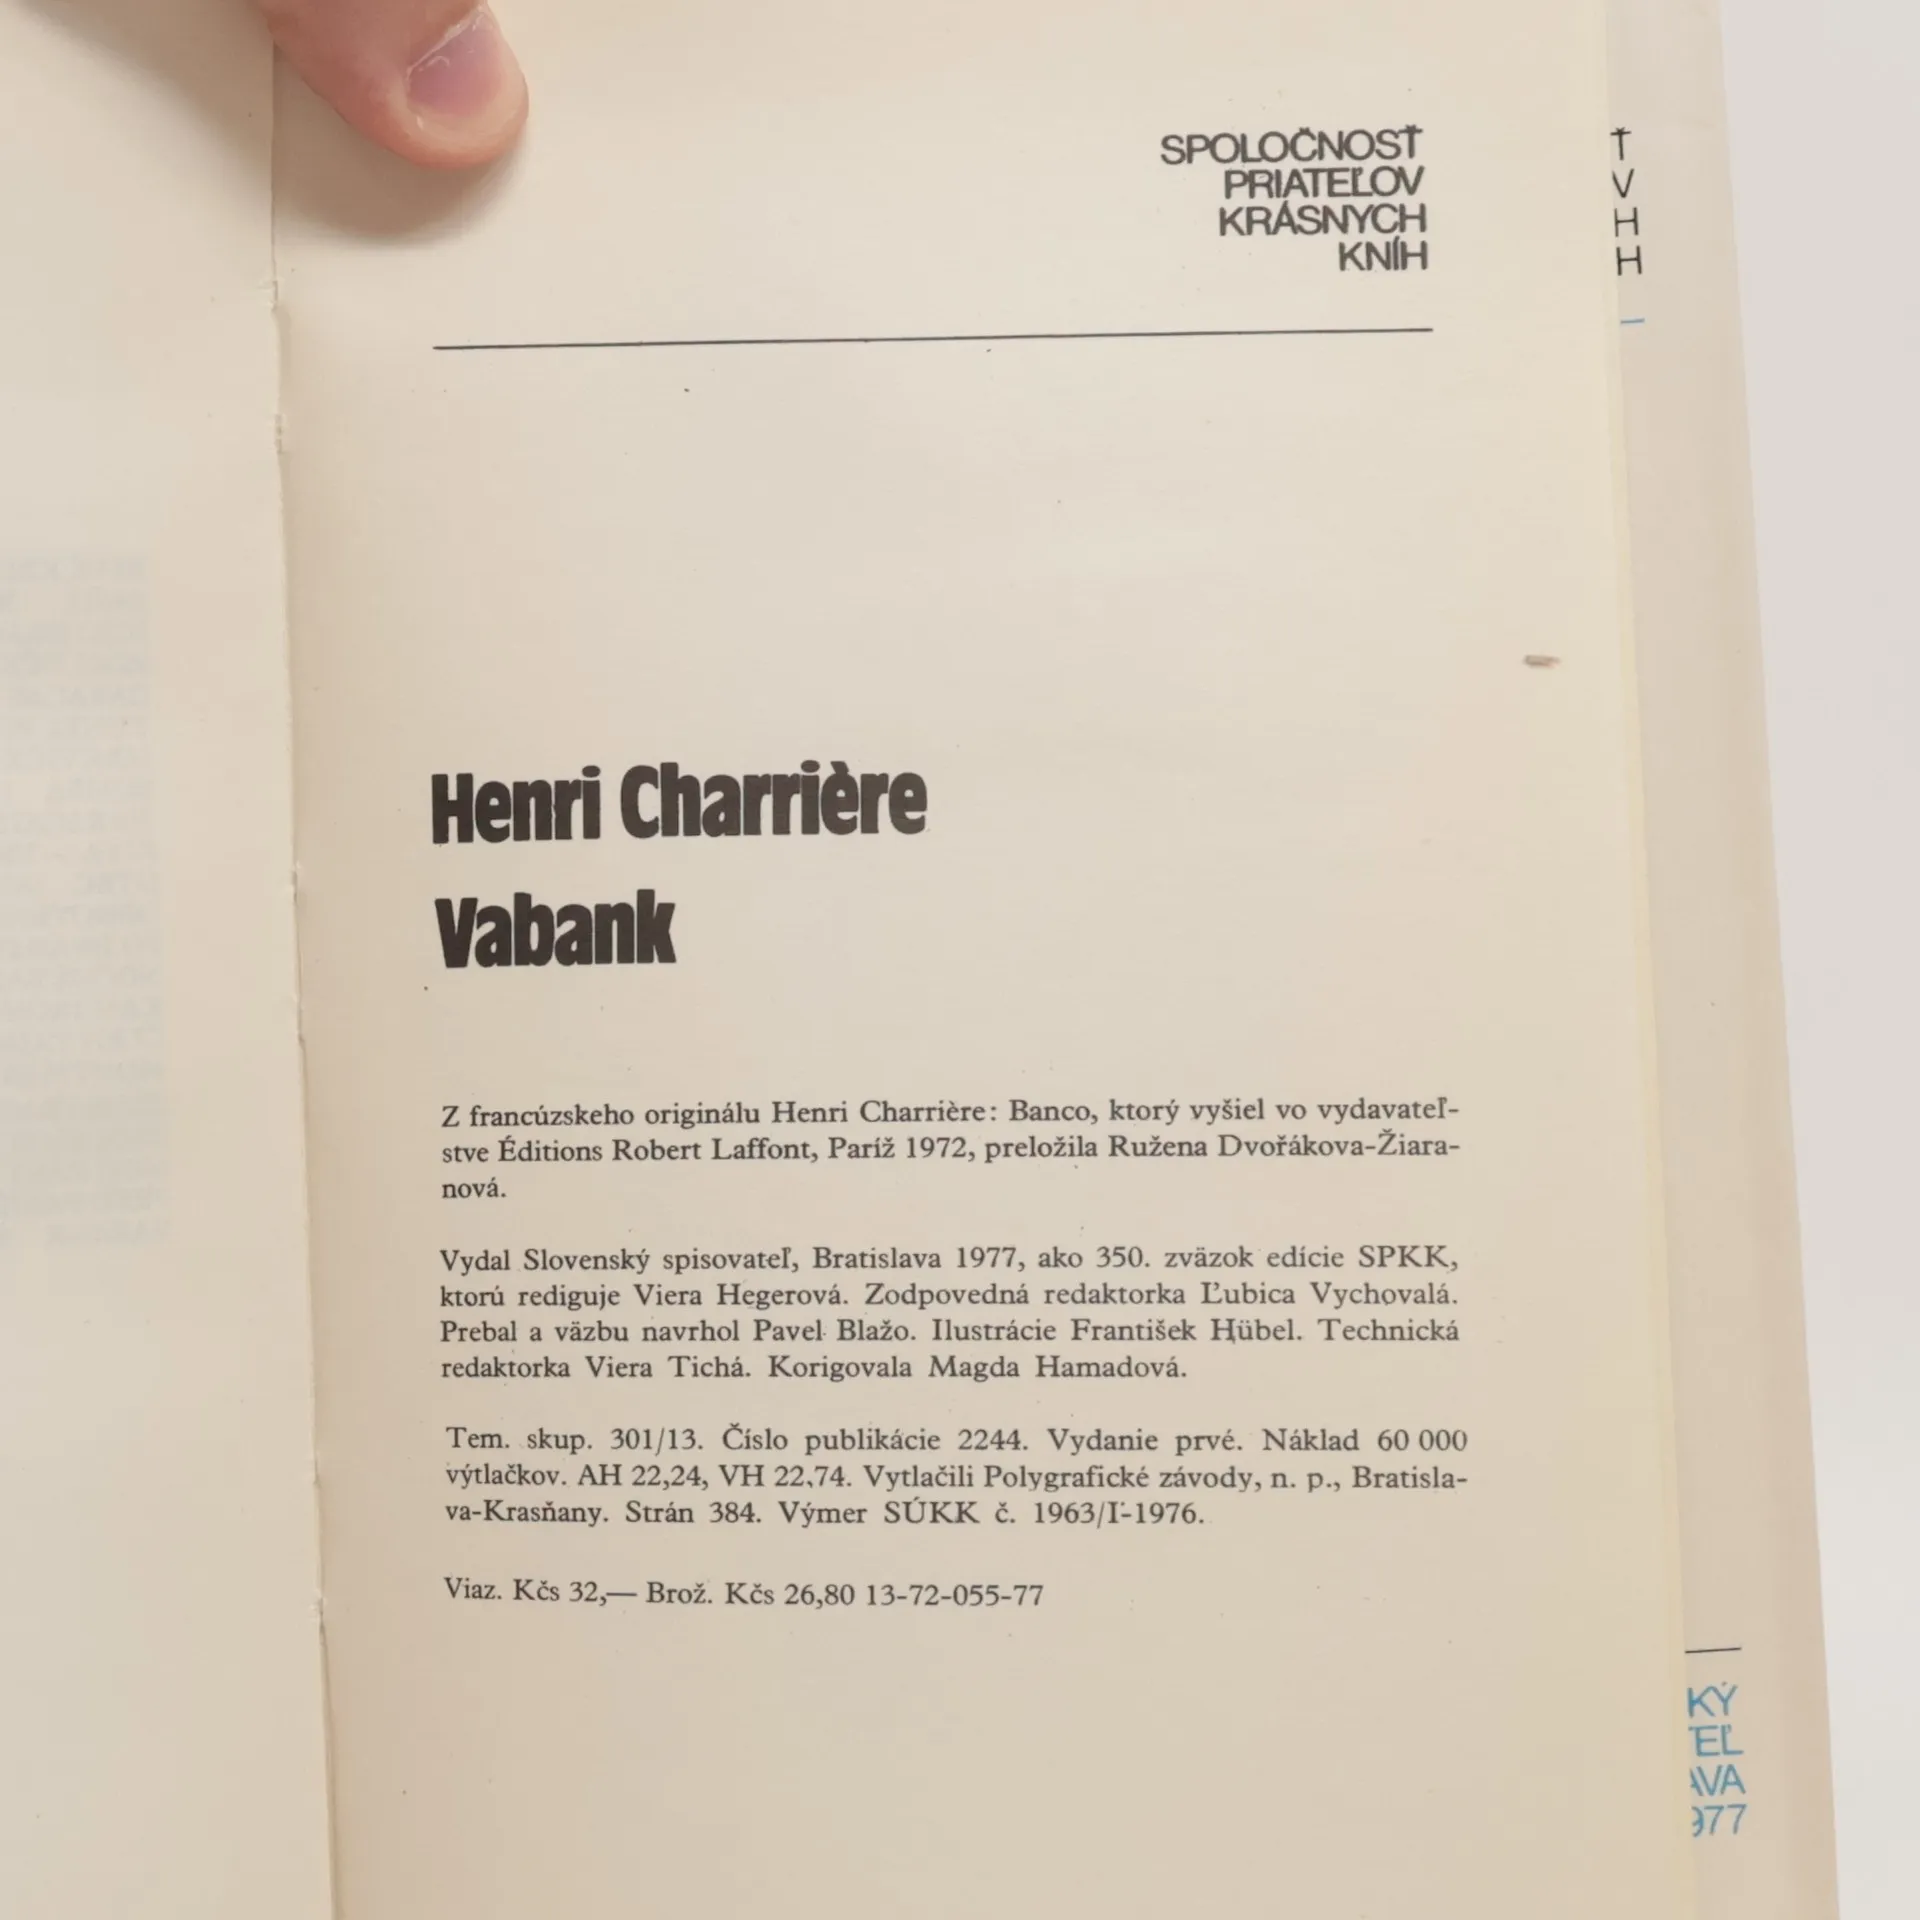 SPOLOČNOSŤ
PRIATEĽOV
KRÁSNYCH
KNÍH
Henri Charrière
Vabank
Z francúzskeho originálu Henri Charrière: Banco, ktorý vyšiel vo vydavateľ-
stve Éditions Robert Laffont, Paríž 1972, preložila Ružena Dvořákova-Žiara-
nová.
Vydal Slovenský spisovateľ, Bratislava 1977, ako 350. zväzok edície SPKK,
ktorú rediguje Viera Hegerová. Zodpovedná redaktorka Ľubica Vychovalá.
Prebal a väzbu navrhol Pavel Blažo. Ilustrácie František Hübel. Technická
redaktorka Viera Tichá. Korigovala Magda Hamadová.
Tem. skup. 301/13. Číslo publikácie 2244. Vydanie prvé. Náklad 60 000
výtlačkov. AH 22,24, VH 22,74. Vytlačili Polygrafické závody, n. p., Bratisla-
va-Krasňany. Strán 384. Výmer SÚKK č. 1963/I-1976.
Viaz. Kčs 32,— Brož. Kčs 26,80 13-72-055-77
Ť
V
H
H
KÝ
EĽ
AVA
977